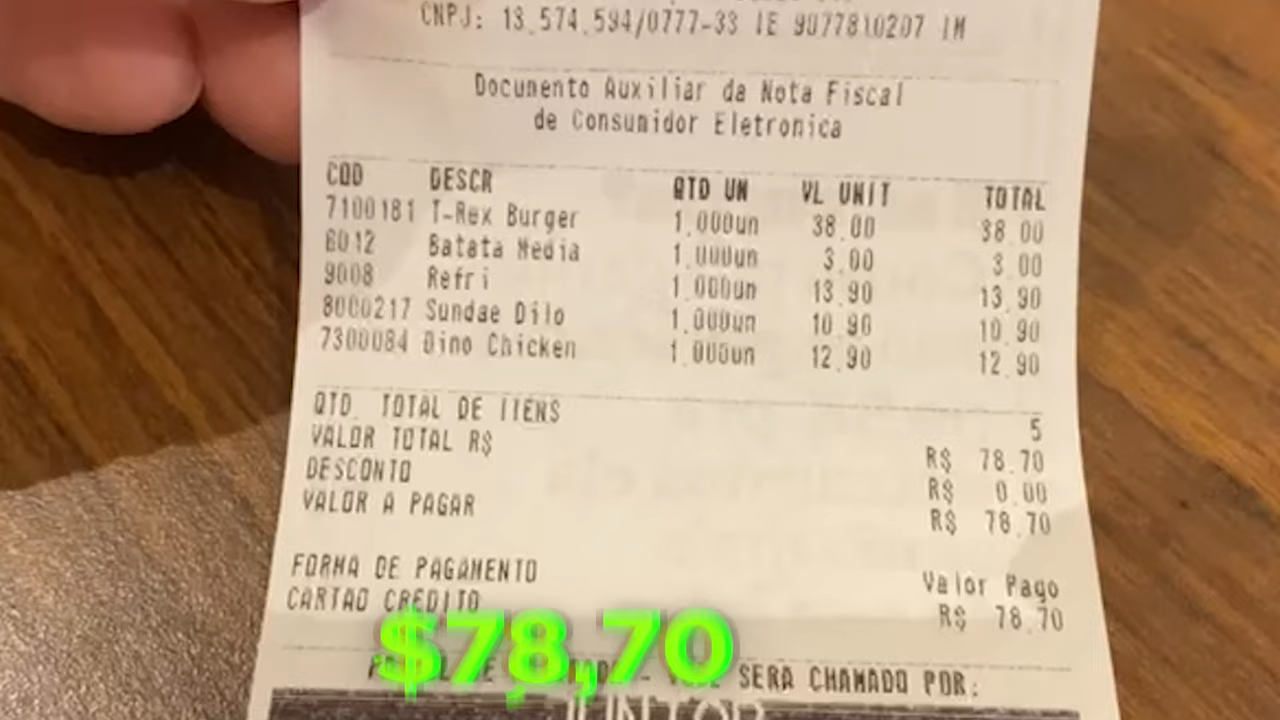 CNPJ: 13.574.594/0777-33 IE 9077810207 IM
Documento Auxiliar da Nota Fiscal
de Consumidor Eletronica
COD DESCR QTD UN VL UNIT TOTAL
7100181 T-Rex Burger 1.000un 38.00 38.00
8012 Batata Media 1.000un 3.00 3.00
9008 Refri 1.000un 13.90 13.90
8000217 Sundae Dilo 1.000un 10.90 10.90
7300084 Dino Chicken 1.000un 12.90 12.90
QTD. TOTAL DE ITENS 5
VALOR TOTAL R$ R$ 78.70
DESCONTO R$ 0.00
VALOR A PAGAR R$ 78.70
FORMA DE PAGAMENTO Valor Pago
CARTAO CREDITO R$ 78.70
$78,70
SERA CHAMADO POR:
JUNIOR